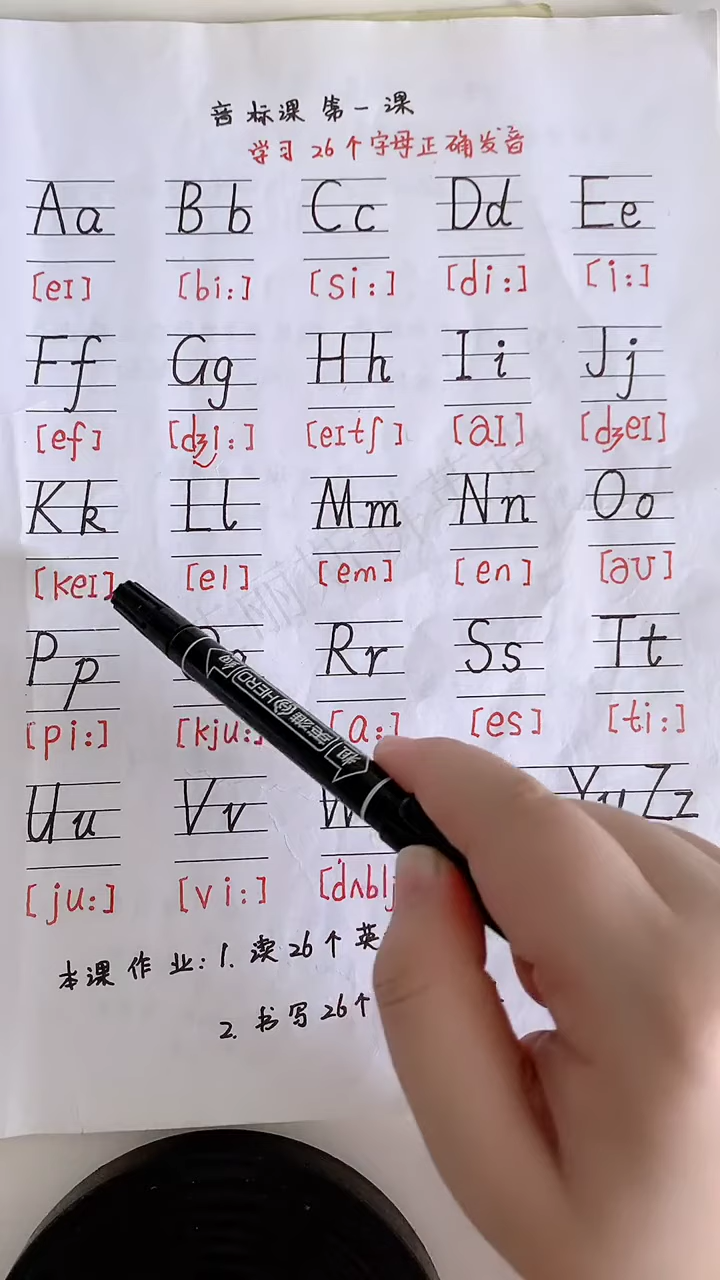 音标课 第一课
学习 26个字母正确发音
Aa Bb Cc Dd Ee
[eɪ] [bi:] [si:] [di:] [i:]
Ff Gg Hh Ii Jj
[ef] [dʒi:] [eɪtʃ] [aɪ] [dʒeɪ]
Kk Ll Mm Nn Oo
[keɪ] [el] [em] [en] [əʊ]
Pp Rr Ss Tt
[pi:] [kju: [a:] [es] [ti:]
Uu Vv W Yy Zz
[ju:] [vi:] [dʌblj
本课作业: 1. 读26个英
2. 书写26个
HERO